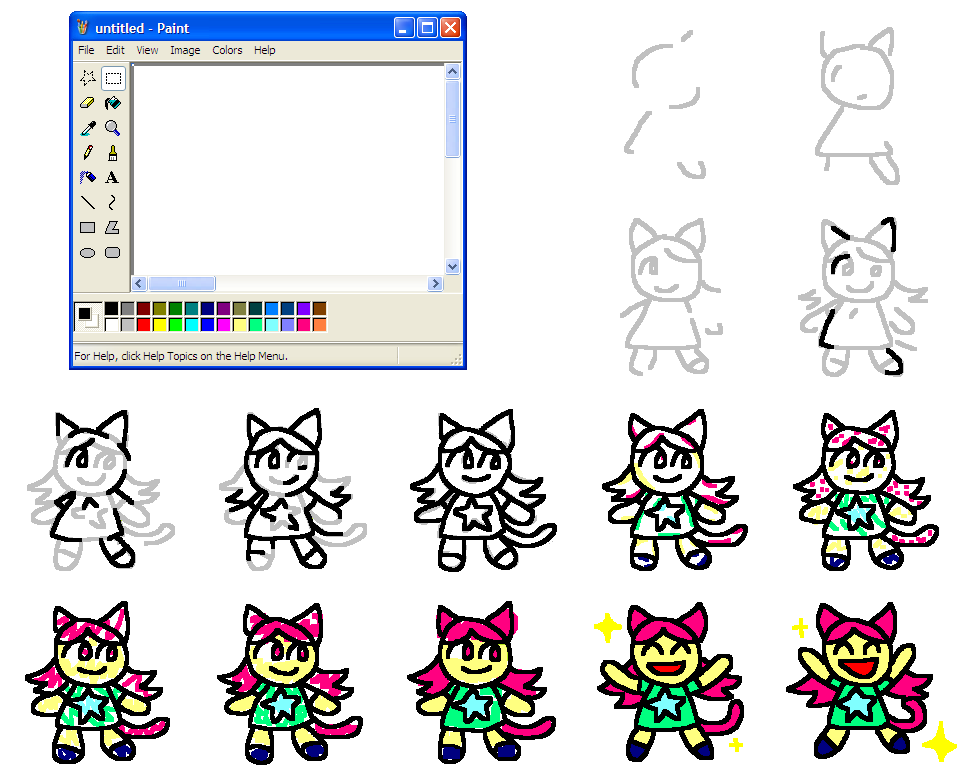 untitled - Paint
File Edit View Image Colors Help
A
For Help, click Help Topics on the Help Menu.